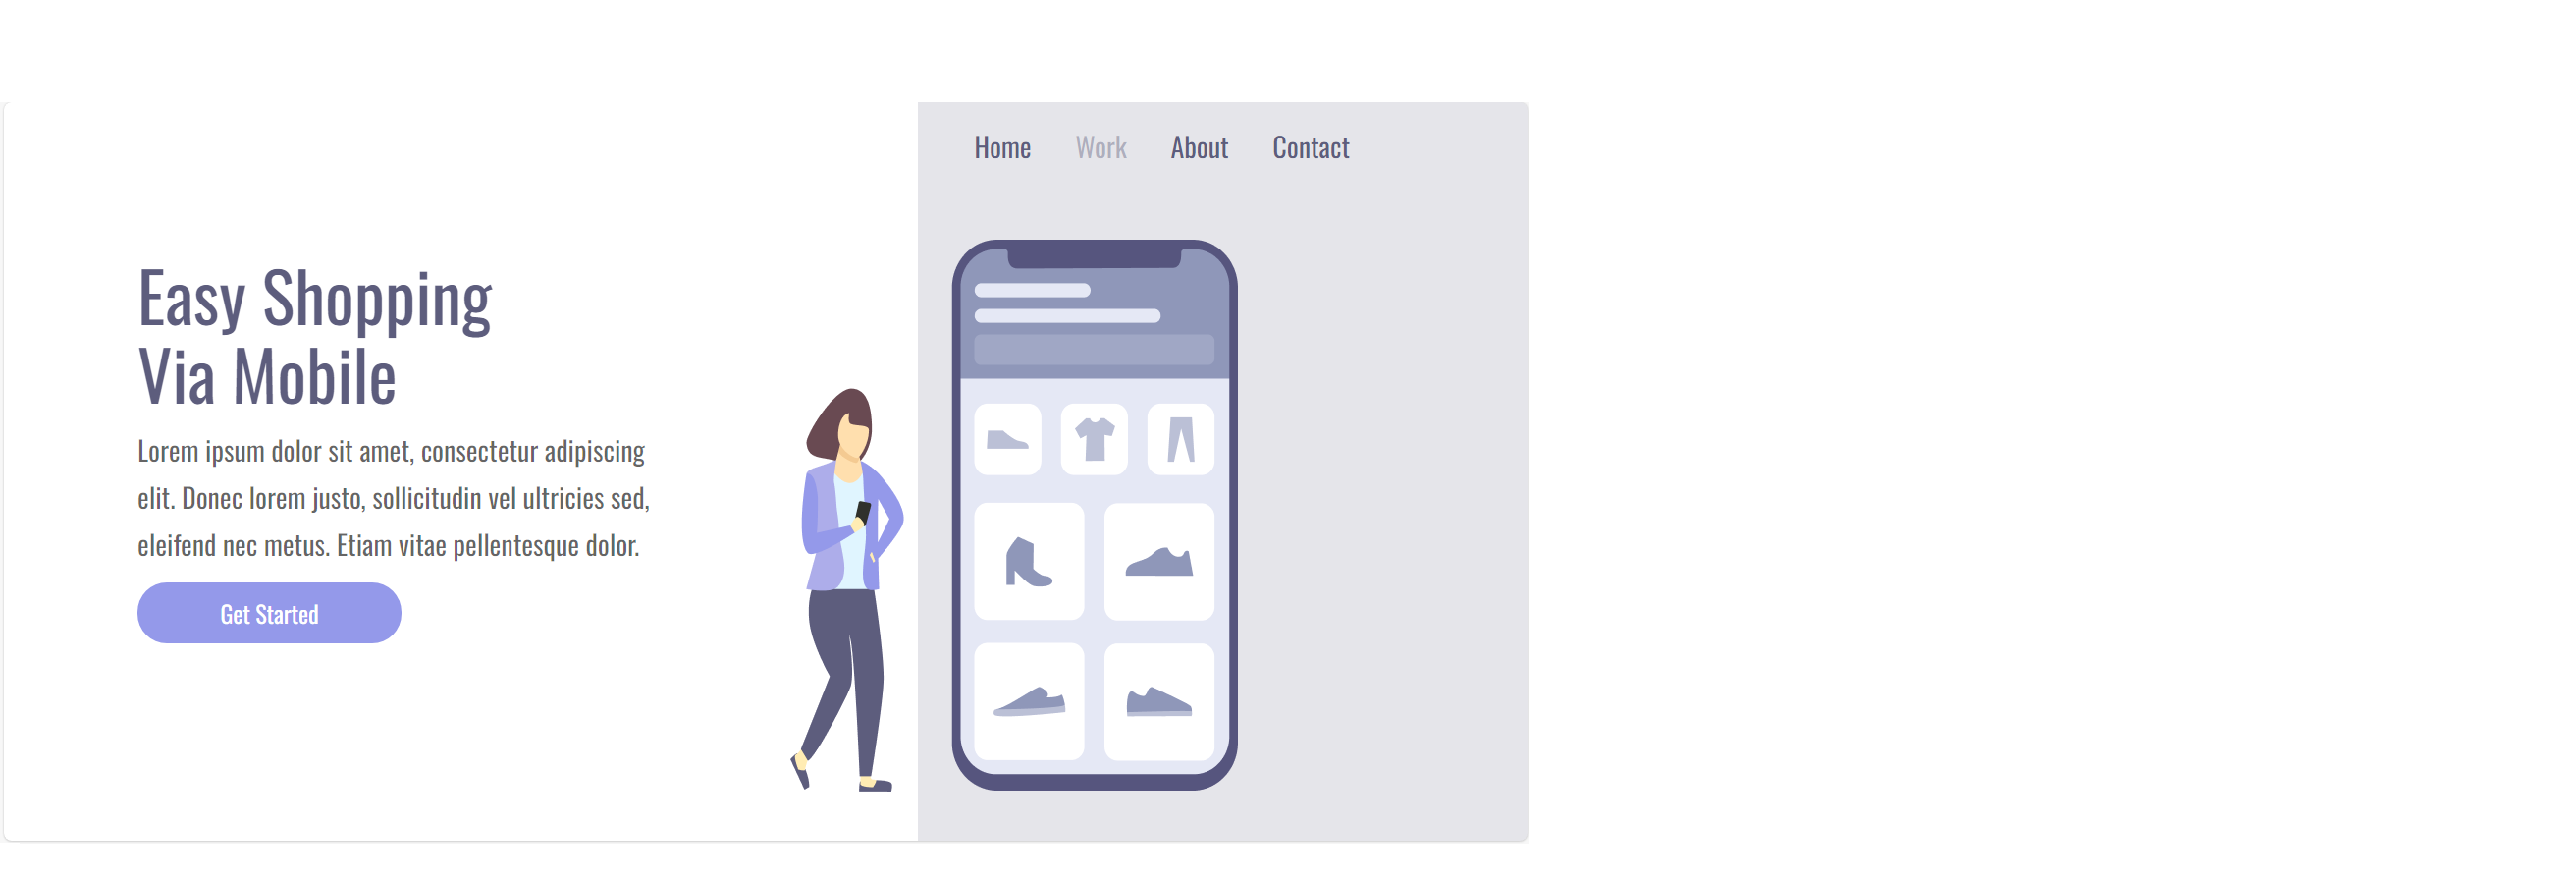 Home Work About Contact
Easy Shopping
Via Mobile
Lorem ipsum dolor sit amet, consectetur adipiscing
elit. Donec lorem justo, sollicitudin vel ultricies sed,
eleifend nec metus. Etiam vitae pellentesque dolor.
Get Started